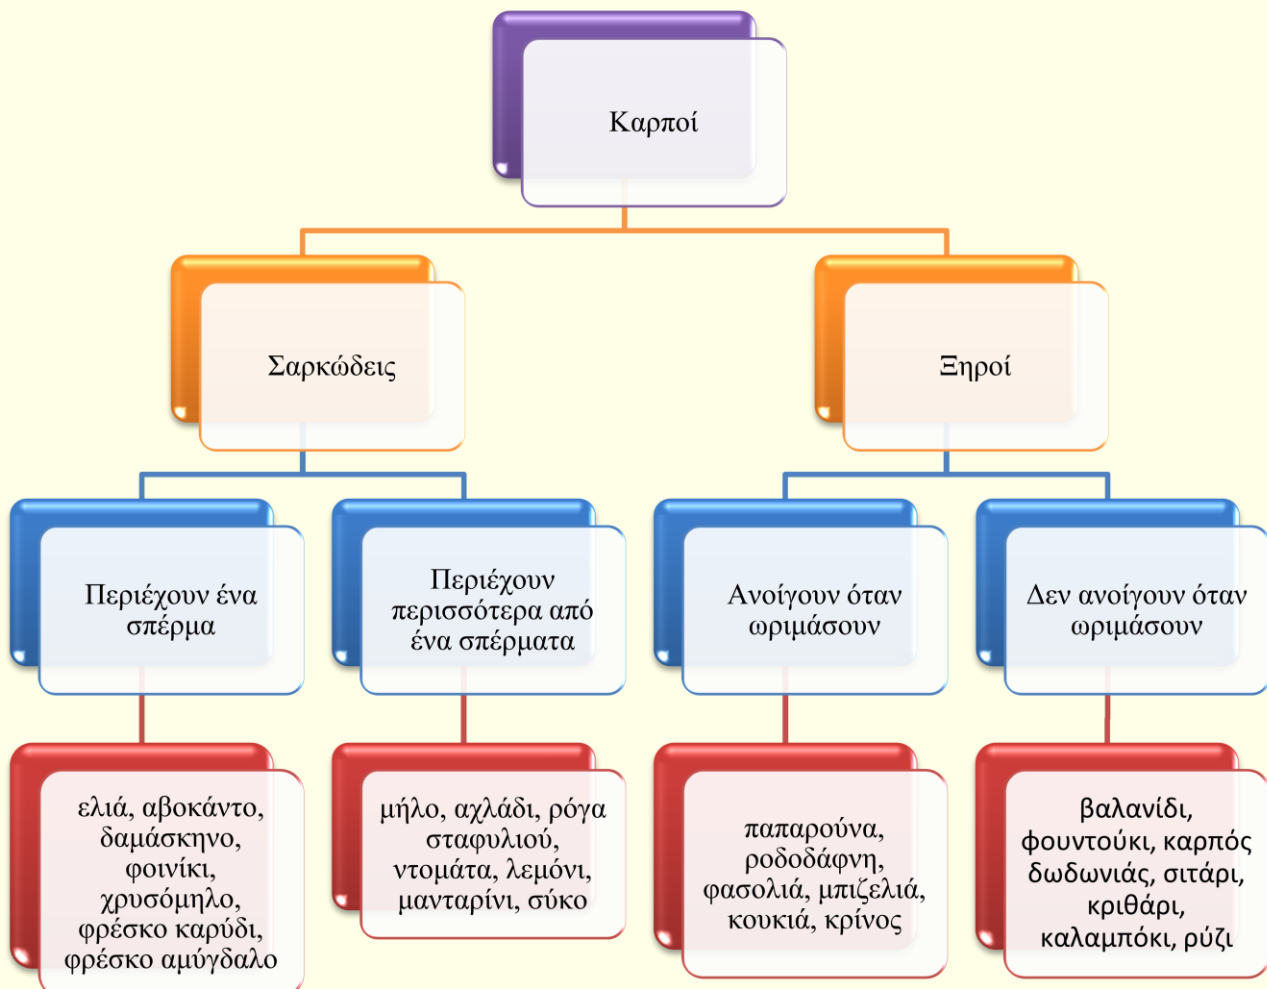 Καρποί
Σαρκώδεις
Ξηροί
Περιέχουν ένα
σπέρμα
Περιέχουν
περισσότερα από
ένα σπέρματα
Ανοίγουν όταν
ωριμάσουν
Δεν ανοίγουν όταν
ωριμάσουν
ελιά, αβοκάντο,
δαμάσκηνο,
φοινίκι,
χρυσόμηλο,
φρέσκο καρύδι,
φρέσκο αμύγδαλο
μήλο, αχλάδι, ρόγα
σταφυλιού,
ντομάτα, λεμόνι,
μανταρίνι, σύκο
παπαρούνα,
ροδοδάφνη,
φασολιά, μπιζελιά,
κουκιά, κρίνος
βαλανίδι,
φουντούκι, καρπός
δωδωνιάς, σιτάρι,
κριθάρι,
καλαμπόκι, ρύζι